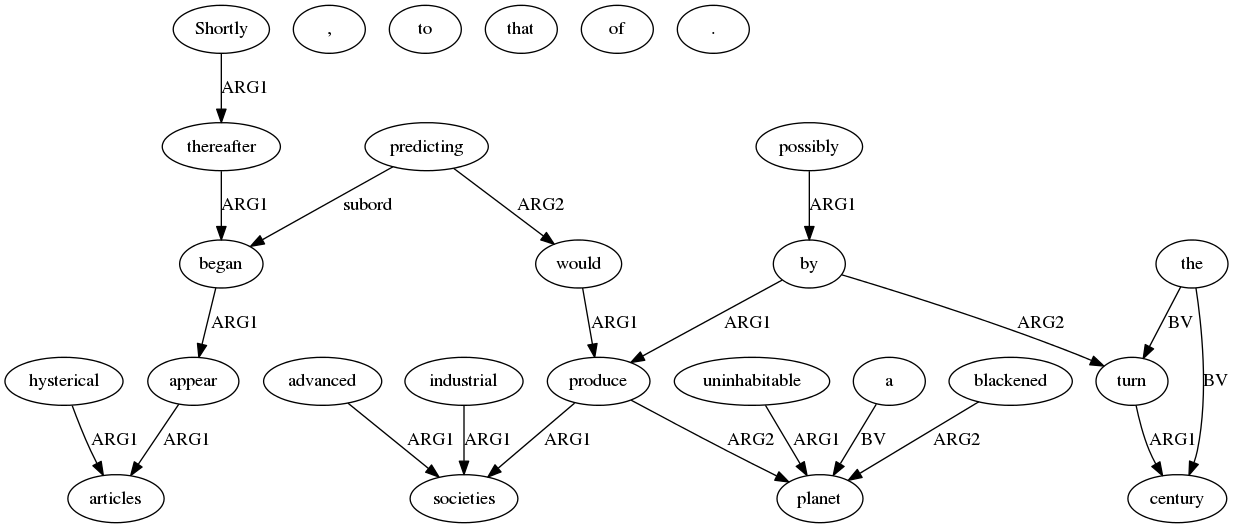 Shortly , to that of .
ARG1
thereafter predicting possibly
ARG1 subord ARG2 ARG1
began would by the
ARG1 ARG1 ARG1 ARG2 BV
hysterical appear advanced industrial produce uninhabitable a blackened turn BV
ARG1 ARG1 ARG1 ARG1 ARG1 ARG2 ARG1 BV ARG2 ARG1
articles societies planet century